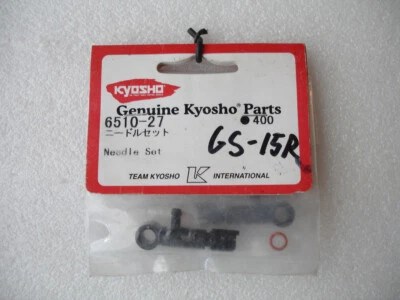 KYOSHO
Genuine Kyosho Parts
6510-27 ●400
ニードルセット
GS-15R
Needle Set
TEAM KYOSHO K INTERNATIONAL